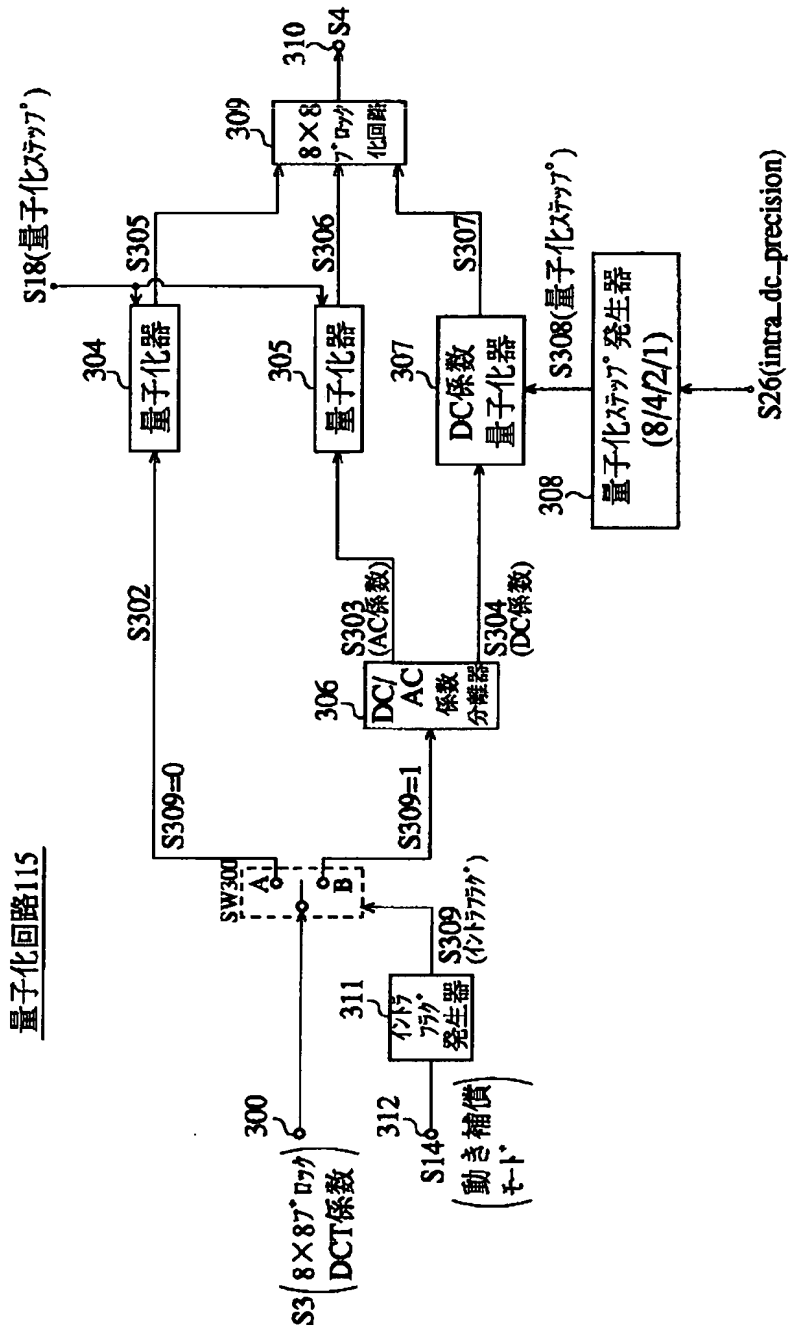 量子化回路115
S3
8×8ブロック
DCT係数
300
S14
動き補償
モード
312
311
イントラ
フラグ
発生器
S309
(イントラフラグ)
SW300
A
B
S309=0
S309=1
S302
306
DC/
AC
係数
分離器
S303
(AC係数)
S304
(DC係数)
S18(量子化ステップ)
304
量子化器
S305
305
量子化器
S306
307
DC係数
量子化器
S307
S308(量子化ステップ)
308
量子化ステップ発生器
(8/4/2/1)
S26(intra_dc_precision)
309
8×8
ブロック
化回路
310
S4